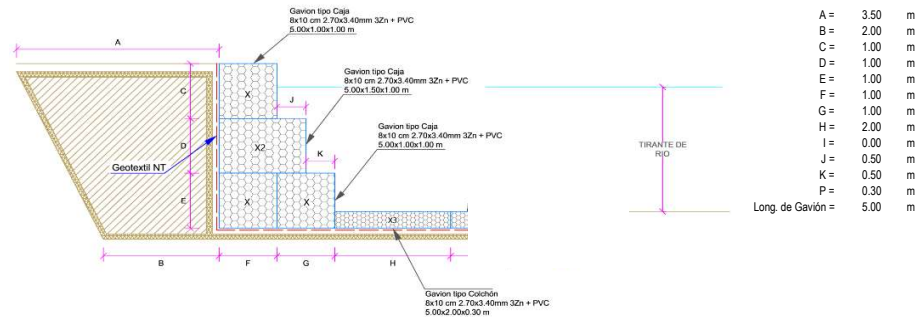 A
Gavion tipo Caja
8x10 cm 2.70x3.40mm 3Zn + PVC
5.00x1.00x1.00 m
Gavion tipo Caja
8x10 cm 2.70x3.40mm 3Zn + PVC
5.00x1.50x1.00 m
Gavion tipo Caja
8x10 cm 2.70x3.40mm 3Zn + PVC
5.00x1.00x1.00 m
C
X
J
D
X2
K
Geotextil NT
E
X
X
X3
B
F
G
H
Gavion tipo Colchón
8x10 cm 2.70x3.40mm 3Zn + PVC
5.00x2.00x0.30 m
TIRANTE DE
RIO
A = 3.50 m
B = 2.00 m
C = 1.00 m
D = 1.00 m
E = 1.00 m
F = 1.00 m
G = 1.00 m
H = 2.00 m
I = 0.00 m
J = 0.50 m
K = 0.50 m
P = 0.30 m
Long. de Gavión = 5.00 m